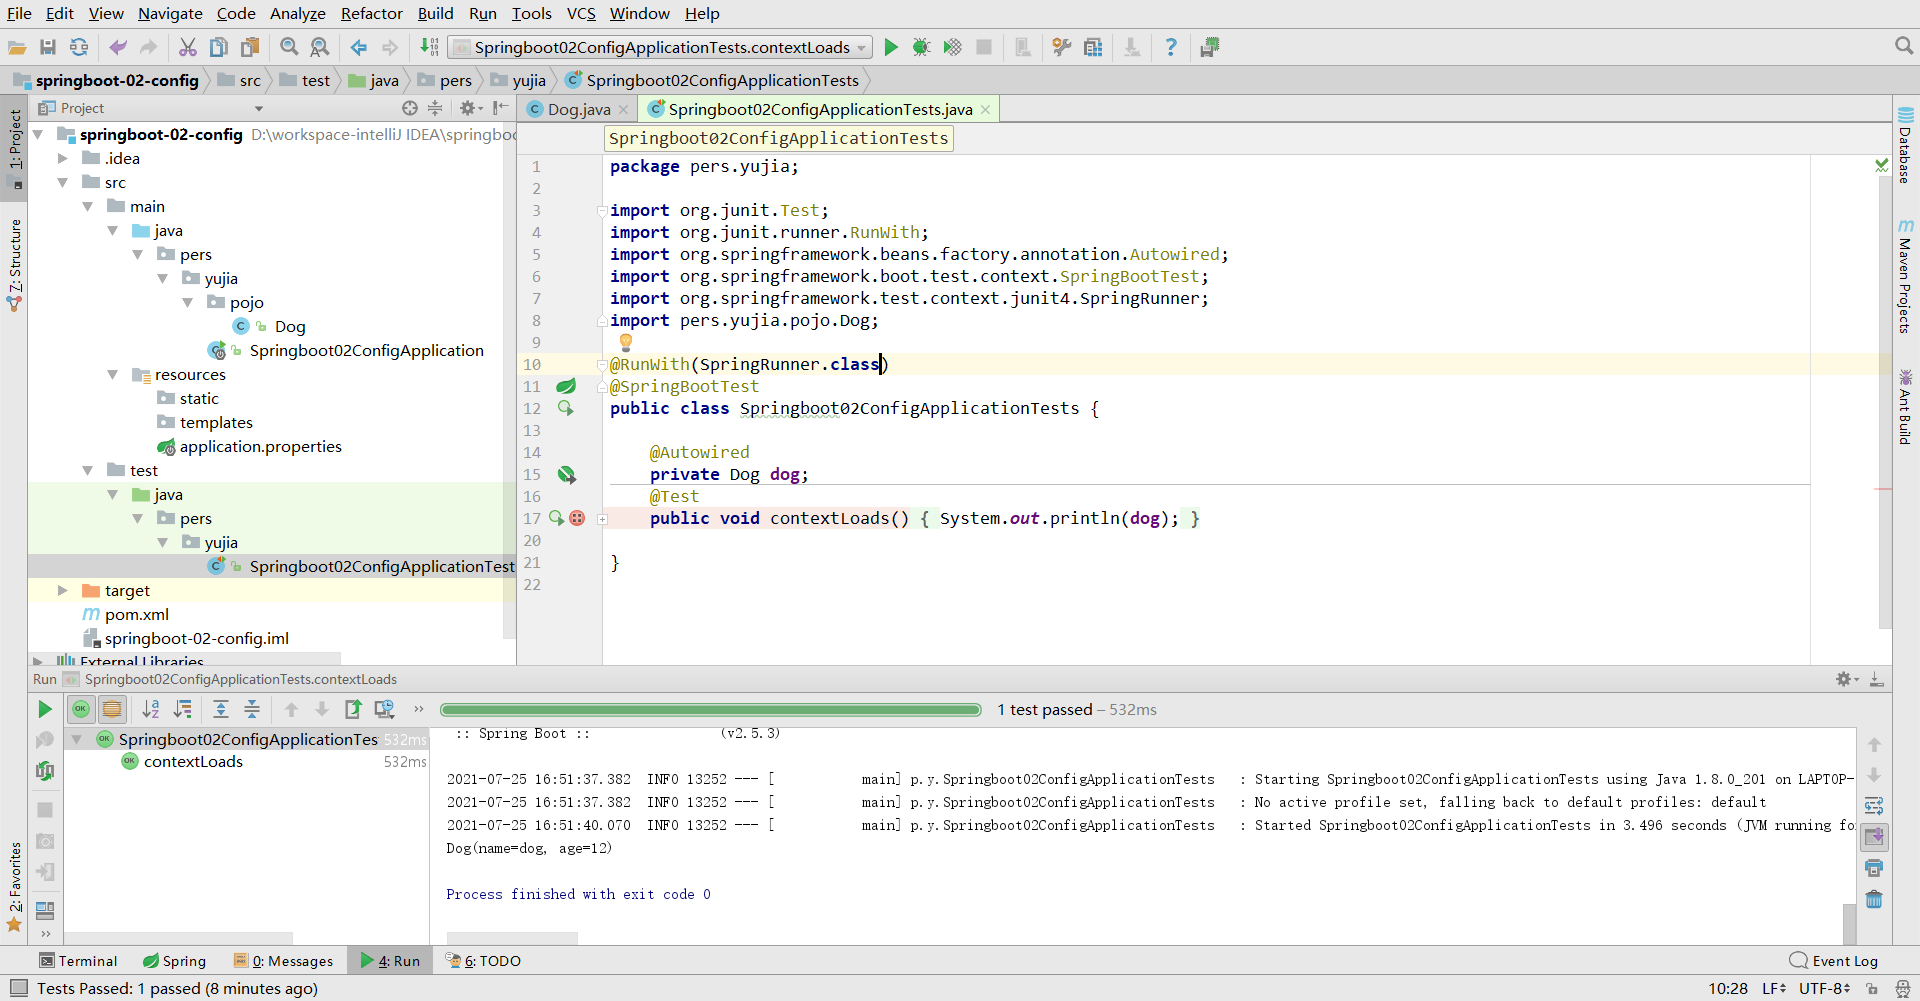 File Edit View Navigate Code Analyze Refactor Build Run Tools VCS Window Help
Springboot02ConfigApplicationTests.contextLoads
springboot-02-config src test java pers yujia Springboot02ConfigApplicationTests
Project
Dog.java Springboot02ConfigApplicationTests.java
Springboot02ConfigApplicationTests
1: Project
Z: Structure
2: Favorites
springboot-02-config D:\workspace-intelliJ IDEA\springboo
.idea
src
main
java
pers
yujia
pojo
Dog
Springboot02ConfigApplication
resources
static
templates
application.properties
test
java
pers
yujia
Springboot02ConfigApplicationTest
target
pom.xml
springboot-02-config.iml
External Libraries
1 package pers.yujia;
2
3 import org.junit.Test;
4 import org.junit.runner.RunWith;
5 import org.springframework.beans.factory.annotation.Autowired;
6 import org.springframework.boot.test.context.SpringBootTest;
7 import org.springframework.test.context.junit4.SpringRunner;
8 import pers.yujia.pojo.Dog;
9
10 @RunWith(SpringRunner.class)
11 @SpringBootTest
12 public class Springboot02ConfigApplicationTests {
13
14 @Autowired
15 private Dog dog;
16 @Test
17 public void contextLoads() { System.out.println(dog); }
20
21 }
22
Database
Maven Projects
Ant Build
Run Springboot02ConfigApplicationTests.contextLoads
1 test passed – 532ms
Springboot02ConfigApplicationTes 532ms
contextLoads 532ms
:: Spring Boot :: (v2.5.3)
2021-07-25 16:51:37.382 INFO 13252 --- [ main] p.y.Springboot02ConfigApplicationTests : Starting Springboot02ConfigApplicationTests using Java 1.8.0_201 on LAPTOP-
2021-07-25 16:51:37.382 INFO 13252 --- [ main] p.y.Springboot02ConfigApplicationTests : No active profile set, falling back to default profiles: default
2021-07-25 16:51:40.070 INFO 13252 --- [ main] p.y.Springboot02ConfigApplicationTests : Started Springboot02ConfigApplicationTests in 3.496 seconds (JVM running for
Dog(name=dog, age=12)
Process finished with exit code 0
Terminal Spring 0: Messages 4: Run 6: TODO Event Log
Tests Passed: 1 passed (8 minutes ago) 10:28 LF UTF-8